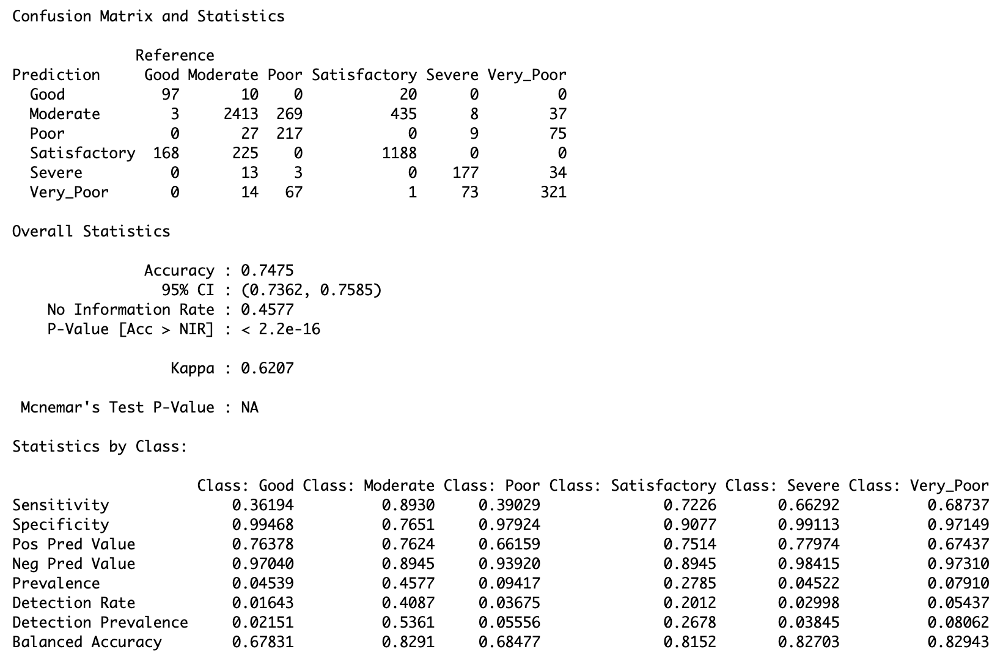 Confusion Matrix and Statistics
Reference
Prediction Good Moderate Poor Satisfactory Severe Very_Poor
Good 97 10 0 20 0 0
Moderate 3 2413 269 435 8 37
Poor 0 27 217 0 9 75
Satisfactory 168 225 0 1188 0 0
Severe 0 13 3 0 177 34
Very_Poor 0 14 67 1 73 321
Overall Statistics
Accuracy : 0.7475
95% CI : (0.7362, 0.7585)
No Information Rate : 0.4577
P-Value [Acc > NIR] : < 2.2e-16
Kappa : 0.6207
Mcnemar's Test P-Value : NA
Statistics by Class:
Class: Good Class: Moderate Class: Poor Class: Satisfactory Class: Severe Class: Very_Poor
Sensitivity 0.36194 0.8930 0.39029 0.7226 0.66292 0.68737
Specificity 0.99468 0.7651 0.97924 0.9077 0.99113 0.97149
Pos Pred Value 0.76378 0.7624 0.66159 0.7514 0.77974 0.67437
Neg Pred Value 0.97040 0.8945 0.93920 0.8945 0.98415 0.97310
Prevalence 0.04539 0.4577 0.09417 0.2785 0.04522 0.07910
Detection Rate 0.01643 0.4087 0.03675 0.2012 0.02998 0.05437
Detection Prevalence 0.02151 0.5361 0.05556 0.2678 0.03845 0.08062
Balanced Accuracy 0.67831 0.8291 0.68477 0.8152 0.82703 0.82943